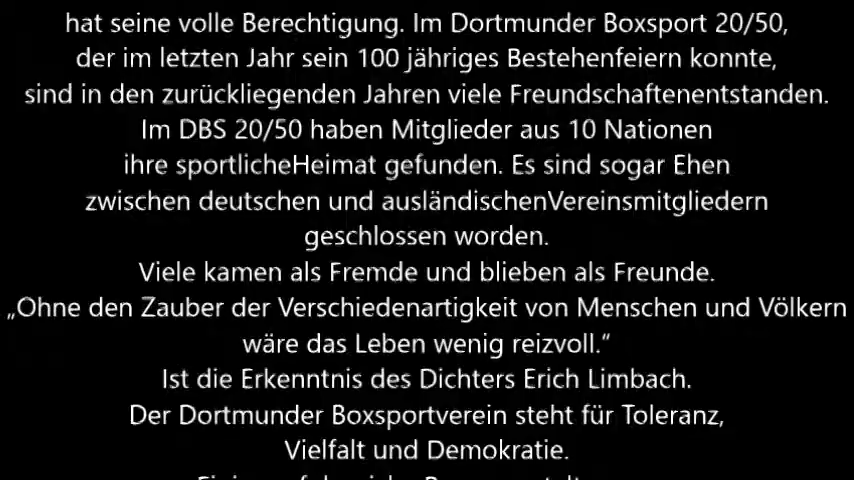 hat seine volle Berechtigung. Im Dortmunder Boxsport 20/50,
der im letzten Jahr sein 100 jähriges Bestehenfeiern konnte,
sind in den zurückliegenden Jahren viele Freundschaftenentstanden.
Im DBS 20/50 haben Mitglieder aus 10 Nationen
ihre sportlicheHeimat gefunden. Es sind sogar Ehen
zwischen deutschen und ausländischenVereinsmitgliedern
geschlossen worden.
Viele kamen als Fremde und blieben als Freunde.
„Ohne den Zauber der Verschiedenartigkeit von Menschen und Völkern
wäre das Leben wenig reizvoll.“
Ist die Erkenntnis des Dichters Erich Limbach.
Der Dortmunder Boxsportverein steht für Toleranz,
Vielfalt und Demokratie.